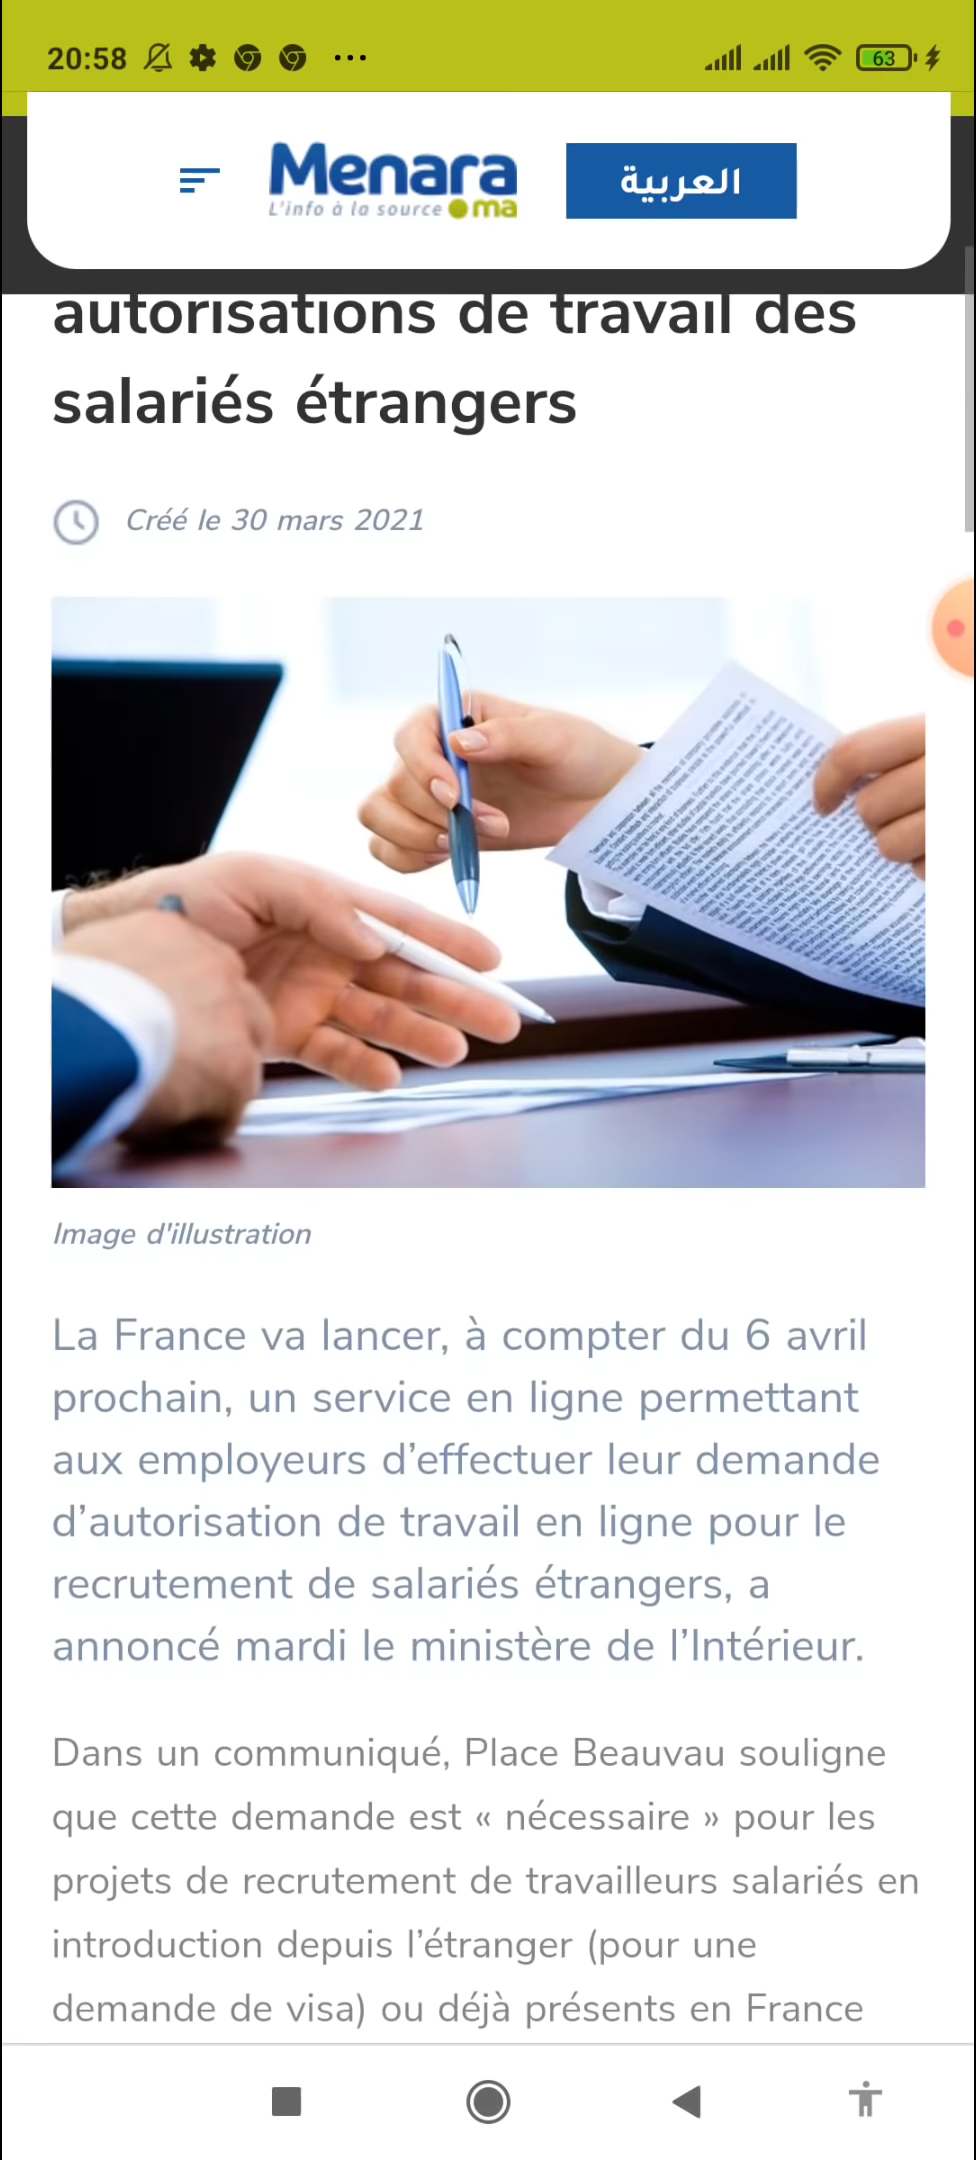 20:58
63
Menara
L'info à la source ma
العربية
autorisations de travail des
salariés étrangers
Créé le 30 mars 2021
Image d'illustration
La France va lancer, à compter du 6 avril
prochain, un service en ligne permettant
aux employeurs d’effectuer leur demande
d’autorisation de travail en ligne pour le
recrutement de salariés étrangers, a
annoncé mardi le ministère de l’Intérieur.
Dans un communiqué, Place Beauvau souligne
que cette demande est « nécessaire » pour les
projets de recrutement de travailleurs salariés en
introduction depuis l’étranger (pour une
demande de visa) ou déjà présents en France